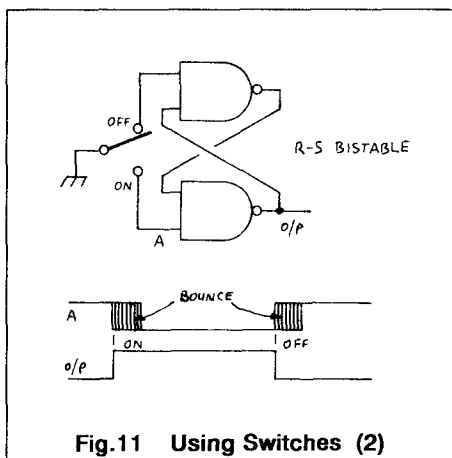 OFF
R-S BISTABLE
ON
A
O/P
A
BOUNCE
ON
OFF
O/P
Fig.11 Using Switches (2)